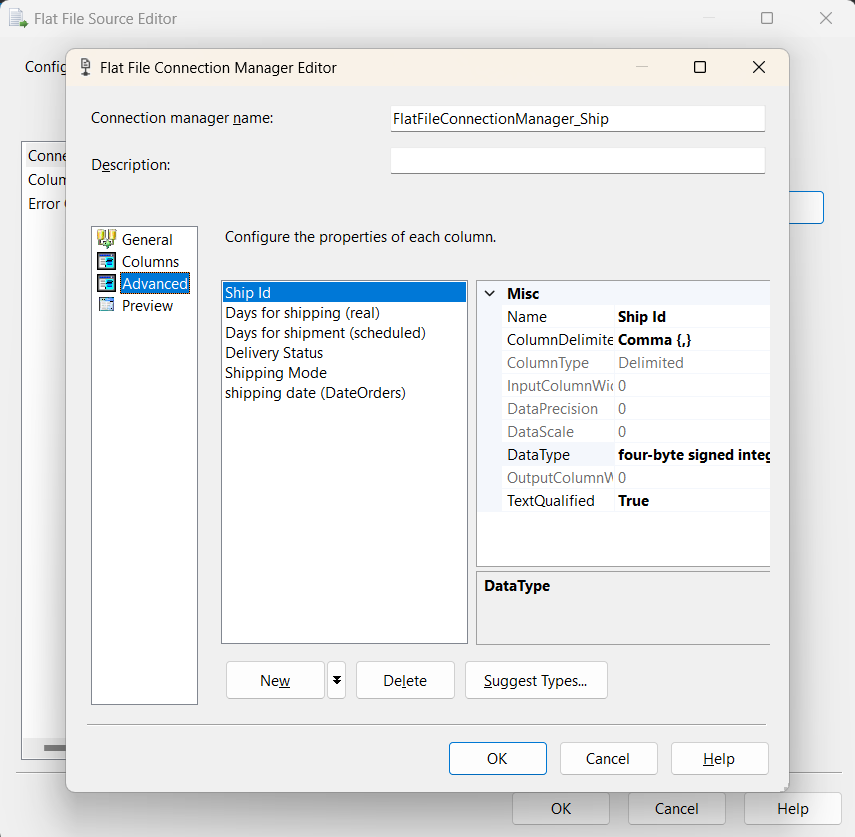 Flat File Source Editor
Config
Flat File Connection Manager Editor
Connection manager name:
FlatFileConnectionManager_Ship
Description:
Conne
Colum
Error
General
Columns
Advanced
Preview
Configure the properties of each column.
Ship Id
Days for shipping (real)
Days for shipment (scheduled)
Delivery Status
Shipping Mode
shipping date (DateOrders)
Misc
Name Ship Id
ColumnDelimite Comma {,}
ColumnType Delimited
InputColumnWid 0
DataPrecision 0
DataScale 0
DataType four-byte signed integ
OutputColumnW 0
TextQualified True
DataType
New
Delete
Suggest Types...
OK
Cancel
Help
OK
Cancel
Help